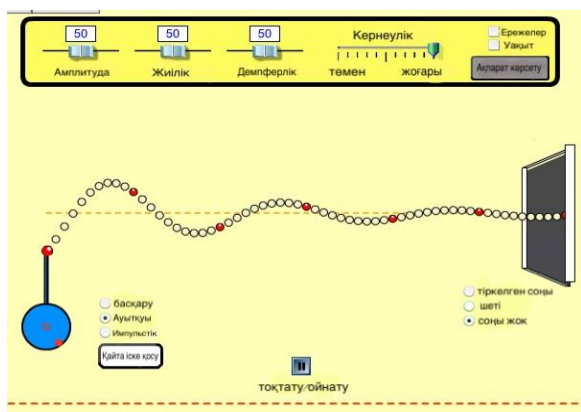 50 50 50
Кернеулік
Ережелер
Уақыт
Амплитуда Жиілік Демпферлік төмен жоғары
Ақпарат көрсету
басқару
Ауытқуы
Импульстік
Қайта іске қосу
тіркелген соңы
шеті
соңы жок
тоқтату/ойнату